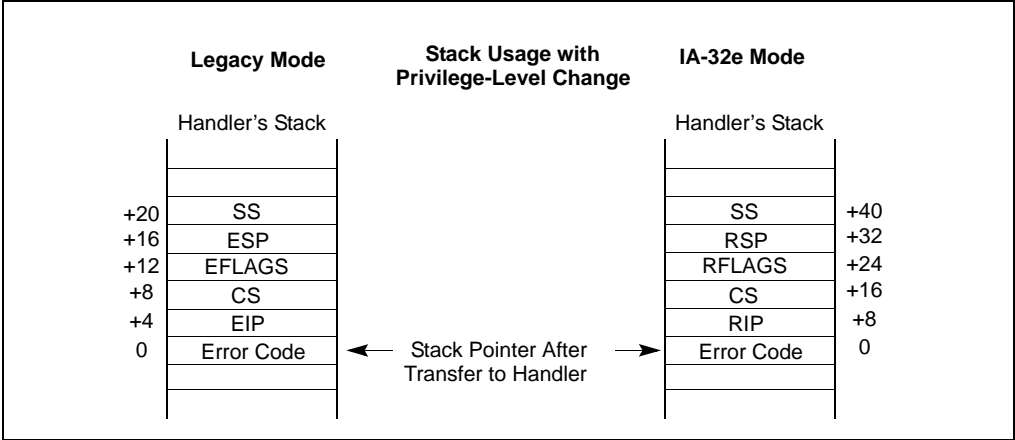 Legacy Mode
Stack Usage with
Privilege-Level Change
IA-32e Mode
Handler's Stack
Handler's Stack
+20 SS
+16 ESP
+12 EFLAGS
+8 CS
+4 EIP
0 Error Code
SS +40
RSP +32
RFLAGS +24
CS +16
RIP +8
Error Code 0
Stack Pointer After
Transfer to Handler